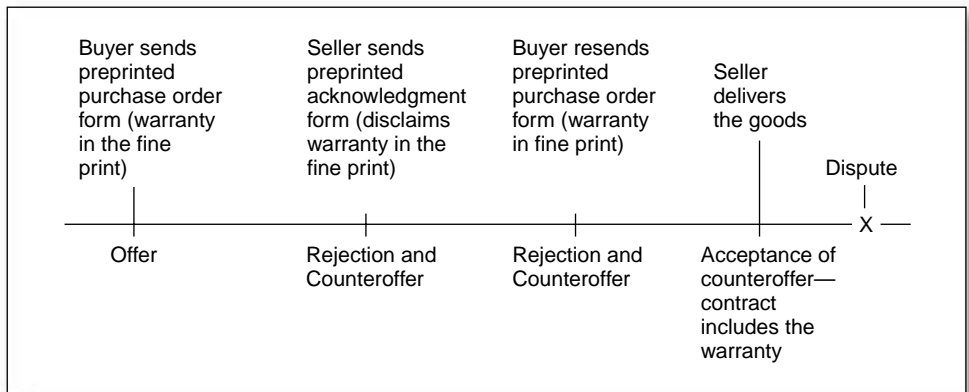 Buyer sends
preprinted
purchase order
form (warranty
in the fine
print)
Seller sends
preprinted
acknowledgment
form (disclaims
warranty in the
fine print)
Buyer resends
preprinted
purchase order
form (warranty
in fine print)
Seller
delivers
the goods
Dispute
X
Offer
Rejection and
Counteroffer
Rejection and
Counteroffer
Acceptance of
counteroffer—
contract
includes the
warranty